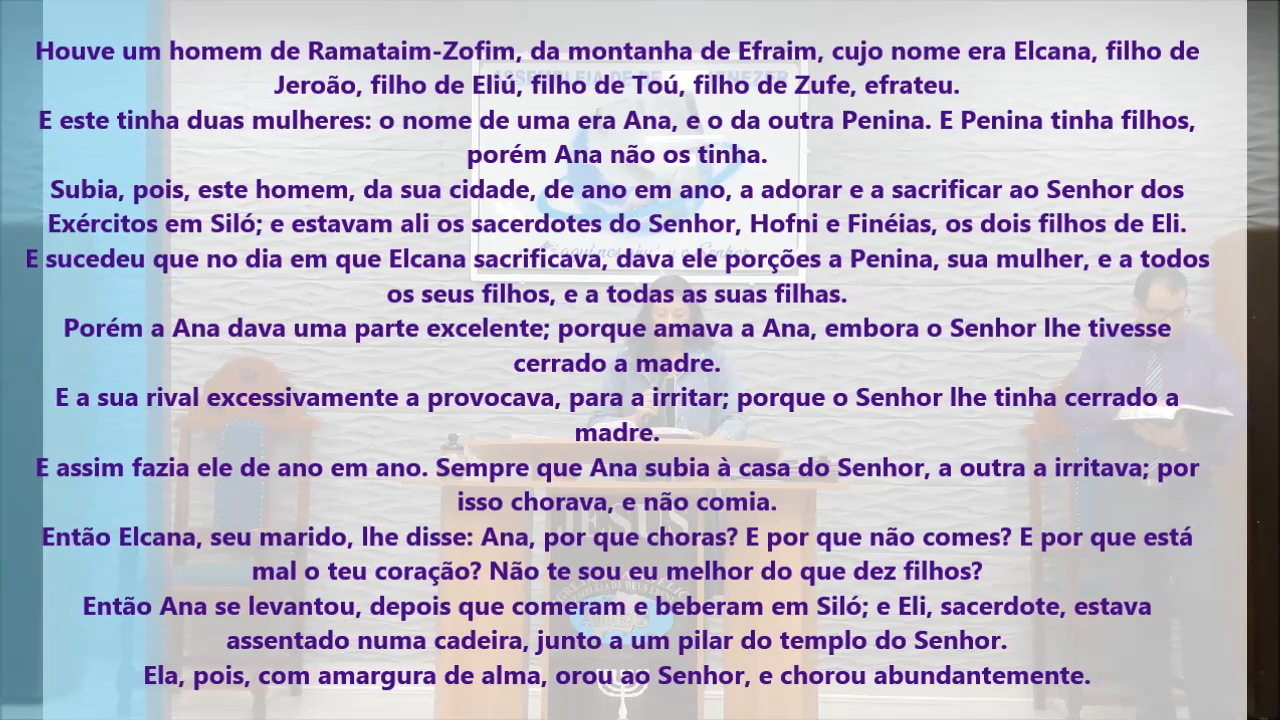 Houve um homem de Ramataim-Zofim, da montanha de Efraim, cujo nome era Elcana, filho de
Jeroão, filho de Eliú, filho de Toú, filho de Zufe, efrateu.
E este tinha duas mulheres: o nome de uma era Ana, e o da outra Penina. E Penina tinha filhos,
porém Ana não os tinha.
Subia, pois, este homem, da sua cidade, de ano em ano, a adorar e a sacrificar ao Senhor dos
Exércitos em Siló; e estavam ali os sacerdotes do Senhor, Hofni e Finéias, os dois filhos de Eli.
E sucedeu que no dia em que Elcana sacrificava, dava ele porções a Penina, sua mulher, e a todos
os seus filhos, e a todas as suas filhas.
Porém a Ana dava uma parte excelente; porque amava a Ana, embora o Senhor lhe tivesse
cerrado a madre.
E a sua rival excessivamente a provocava, para a irritar; porque o Senhor lhe tinha cerrado a
madre.
E assim fazia ele de ano em ano. Sempre que Ana subia à casa do Senhor, a outra a irritava; por
isso chorava, e não comia.
Então Elcana, seu marido, lhe disse: Ana, por que choras? E por que não comes? E por que está
mal o teu coração? Não te sou eu melhor do que dez filhos?
Então Ana se levantou, depois que comeram e beberam em Siló; e Eli, sacerdote, estava
assentado numa cadeira, junto a um pilar do templo do Senhor.
Ela, pois, com amargura de alma, orou ao Senhor, e chorou abundantemente.
JESUS